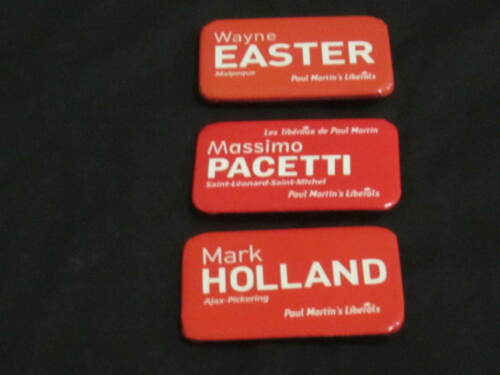 Wayne
EASTER
Malpeque
Paul Martin's Liberals
Les libéraux de Paul Martin
Massimo
PACETTI
Saint-Léonard-Saint-Michel
Paul Martin's Liberals
Mark
HOLLAND
Ajax-Pickering
Paul Martin's Liberals